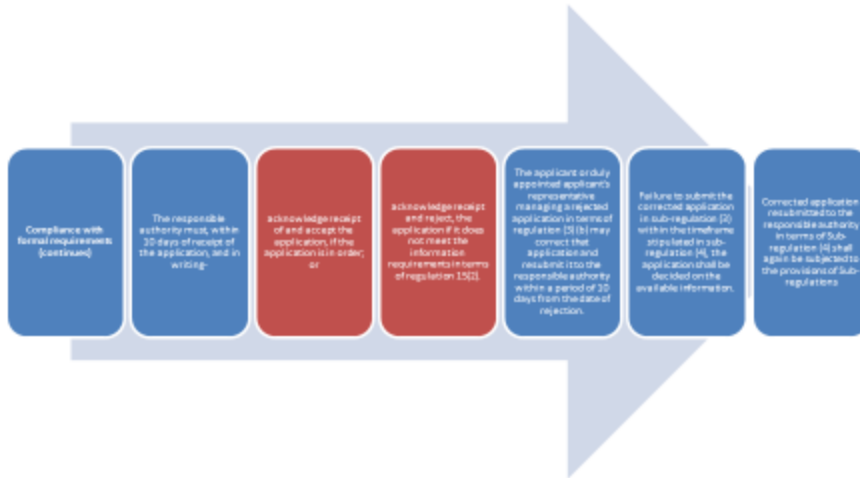 Compliance with
formal requirements
(continues)
The responsible
authority must, within
10 days of receipt of
the application, and in
writing-
acknowledge receipt
of and accept the
application, if the
application is in order;
or
acknowledge receipt
and reject, the
application if it does
not meet the
information
requirements in terms
of regulation 15(2).
The applicant or duly
appointed applicant's
representative
managing a rejected
application in terms of
regulation (3)(b) may
correct that
application and
resubmit it to the
responsible authority
within a period of 10
days from the date of
rejection.
Failure to submit the
corrected application
in sub-regulation (3)
within the timeframe
stipulated in sub-
regulation (4), the
application shall be
decided on the
available information.
Corrected application
resubmitted to the
responsible authority
in terms of Sub-
regulation (4) shall
again be subjected to
the provisions of Sub-
regulations